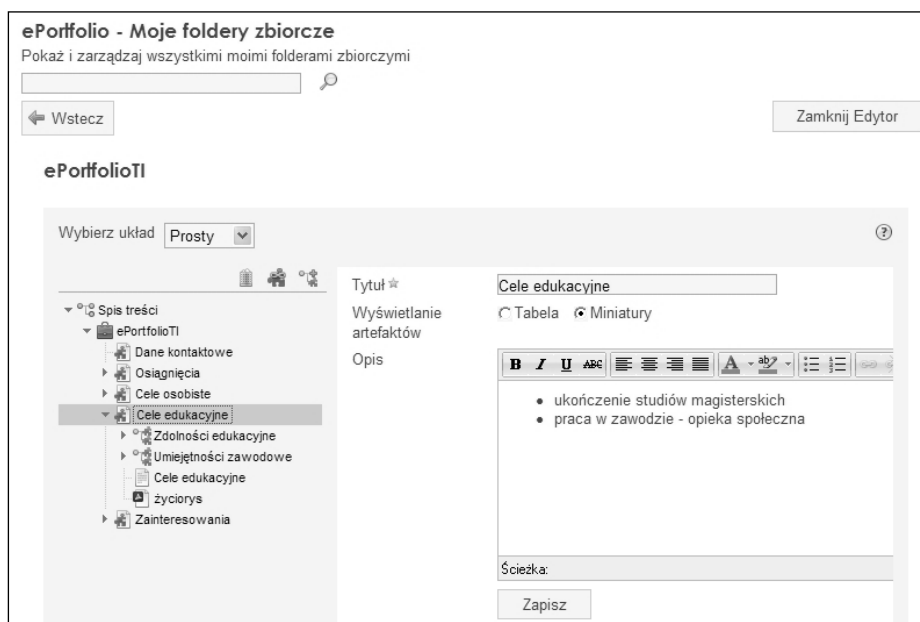 ePortfolio - Moje foldery zbiorcze
Pokaż i zarządzaj wszystkimi moimi folderami zbiorczymi
Wstecz
Zamknij Edytor
ePortfolioTI
Wybierz układ Prosty
Spis treści
ePortfolioTI
Dane kontaktowe
Osiągnięcia
Cele osobiste
Cele edukacyjne
Zdolności edukacyjne
Umiejętności zawodowe
Cele edukacyjne
życiorys
Zainteresowania
Tytuł Cele edukacyjne
Wyświetlanie artefaktów Tabela Miniatury
Opis
B I U ABC A ab
ukończenie studiów magisterskich
praca w zawodzie - opieka społeczna
Ścieżka:
Zapisz